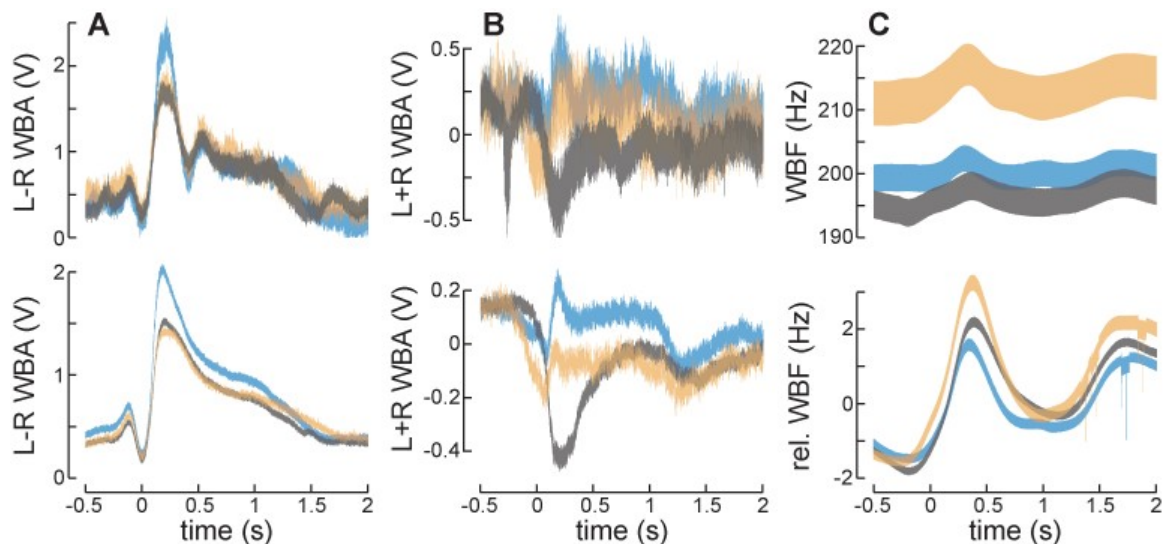 A
B
C
L-R WBA (V)
2
1
0
L+R WBA (V)
0.5
0
-0.5
WBF (Hz)
220
210
200
190
L-R WBA (V)
2
1
0
L+R WBA (V)
0.2
0
-0.2
-0.4
rel. WBF (Hz)
2
0
-2
-0.5 0 0.5 1 1.5 2
-0.5 0 0.5 1 1.5 2
-0.5 0 0.5 1 1.5 2
time (s)
time (s)
time (s)